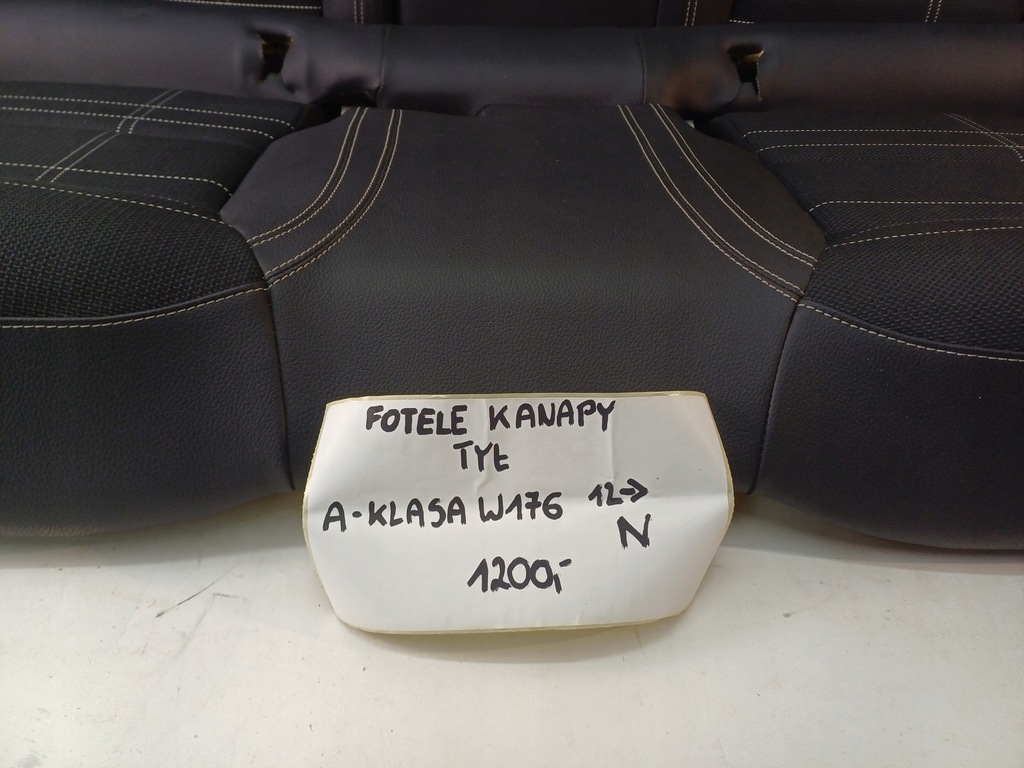 FOTELE KANAPY
TYŁ
A-KLASA W176 12→
N
1200,-